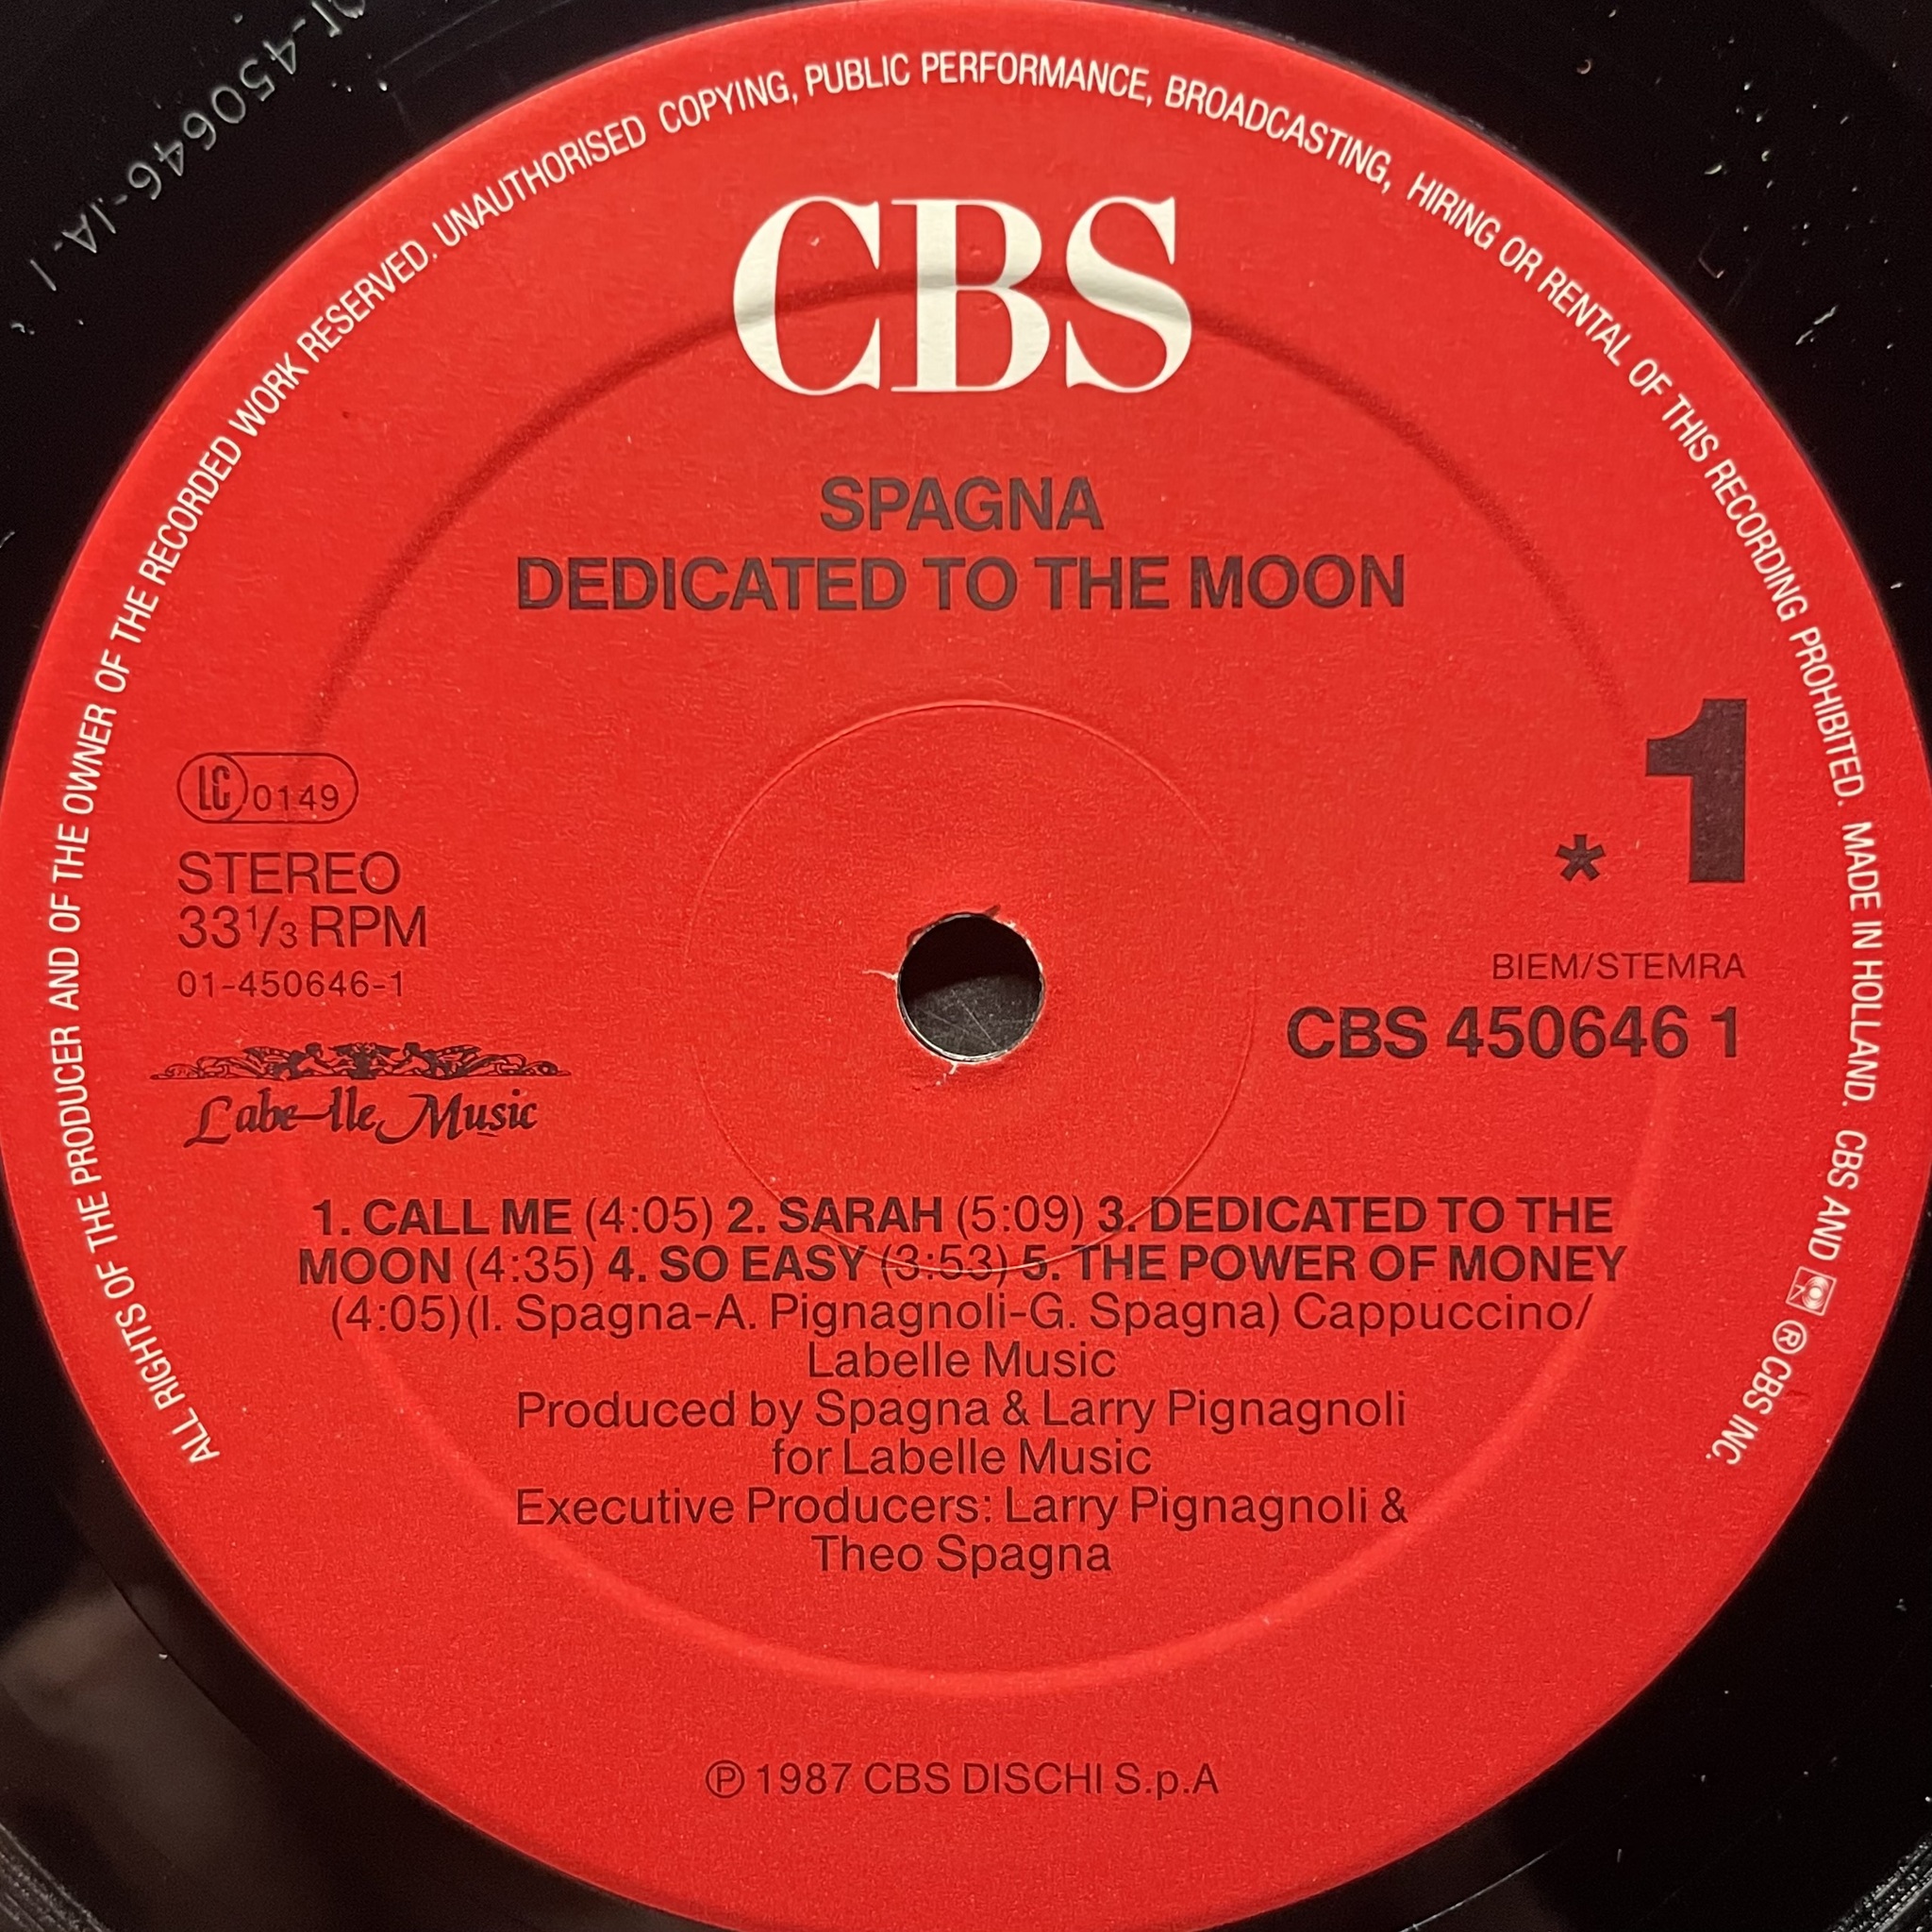 01-450646-1A-1
ALL RIGHTS OF THE PRODUCER AND OF THE OWNER OF THE RECORDED WORK RESERVED. UNAUTHORISED COPYING, PUBLIC PERFORMANCE, BROADCASTING, HIRING OR RENTAL OF THIS RECORDING PROHIBITED. MADE IN HOLLAND. CBS AND ® CBS INC.
CBS
SPAGNA
DEDICATED TO THE MOON
1
*
LC 0149
STEREO
33⅓ RPM
01-450646-1
BIEM/STEMRA
CBS 450646 1
Labelle Music
1. CALL ME (4:05) 2. SARAH (5:09) 3. DEDICATED TO THE
MOON (4:35) 4. SO EASY (3:53) 5. THE POWER OF MONEY
(4:05)(I. Spagna-A. Pignagnoli-G. Spagna) Cappuccino/
Labelle Music
Produced by Spagna & Larry Pignagnoli
for Labelle Music
Executive Producers: Larry Pignagnoli &
Theo Spagna
℗ 1987 CBS DISCHI S.p.A